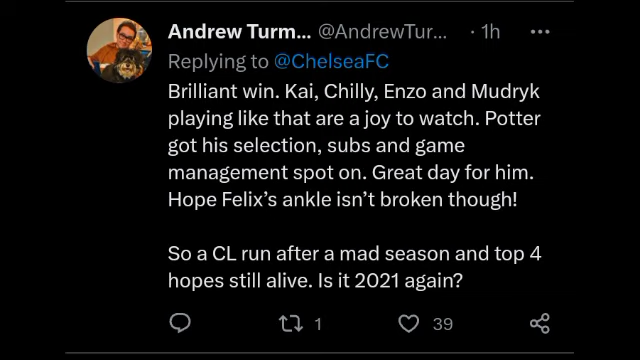 Andrew Turm... @AndrewTur... · 1h ...
Replying to @ChelseaFC
Brilliant win. Kai, Chilly, Enzo and Mudryk
playing like that are a joy to watch. Potter
got his selection, subs and game
management spot on. Great day for him.
Hope Felix’s ankle isn’t broken though!
So a CL run after a mad season and top 4
hopes still alive. Is it 2021 again?
1 39